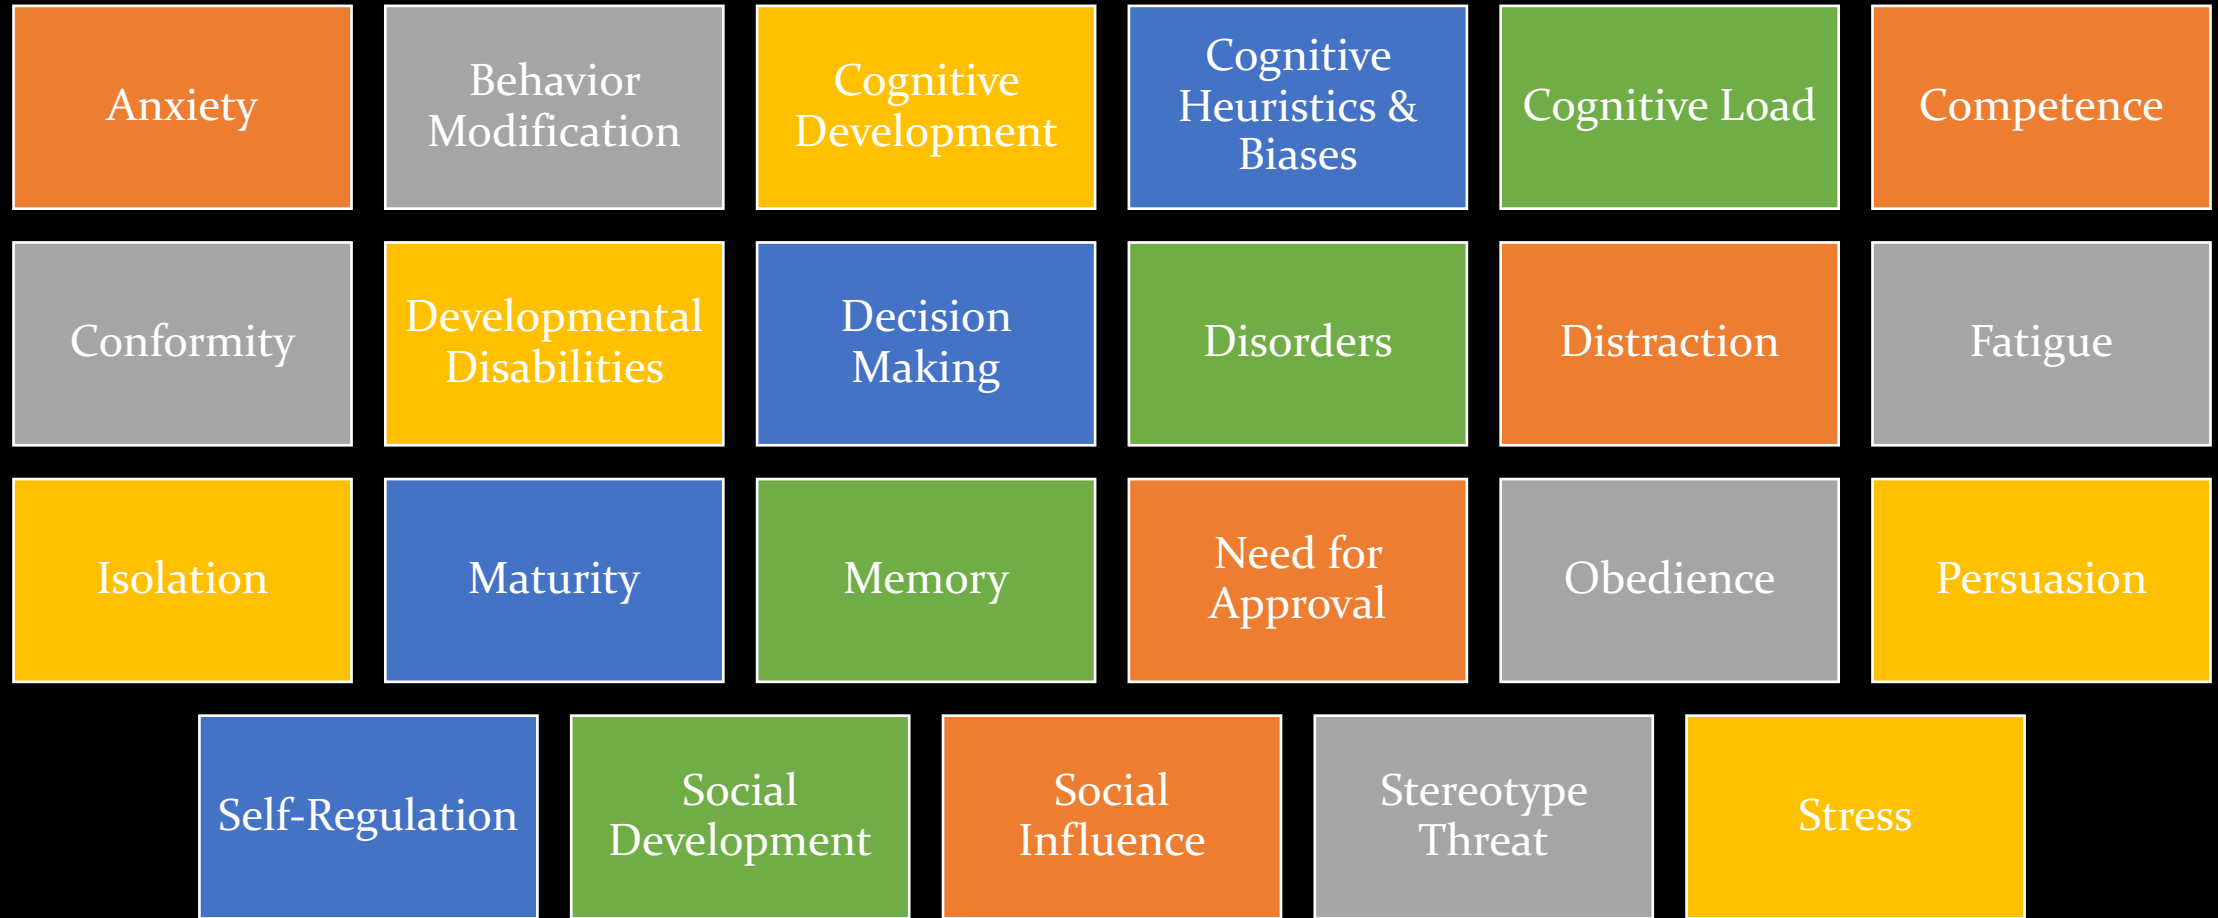 Anxiety
Behavior
Modification
Cognitive
Development
Cognitive
Heuristics &
Biases
Cognitive Load
Competence
Conformity
Developmental
Disabilities
Decision
Making
Disorders
Distraction
Fatigue
Isolation
Maturity
Memory
Need for
Approval
Obedience
Persuasion
Self-Regulation
Social
Development
Social
Influence
Stereotype
Threat
Stress